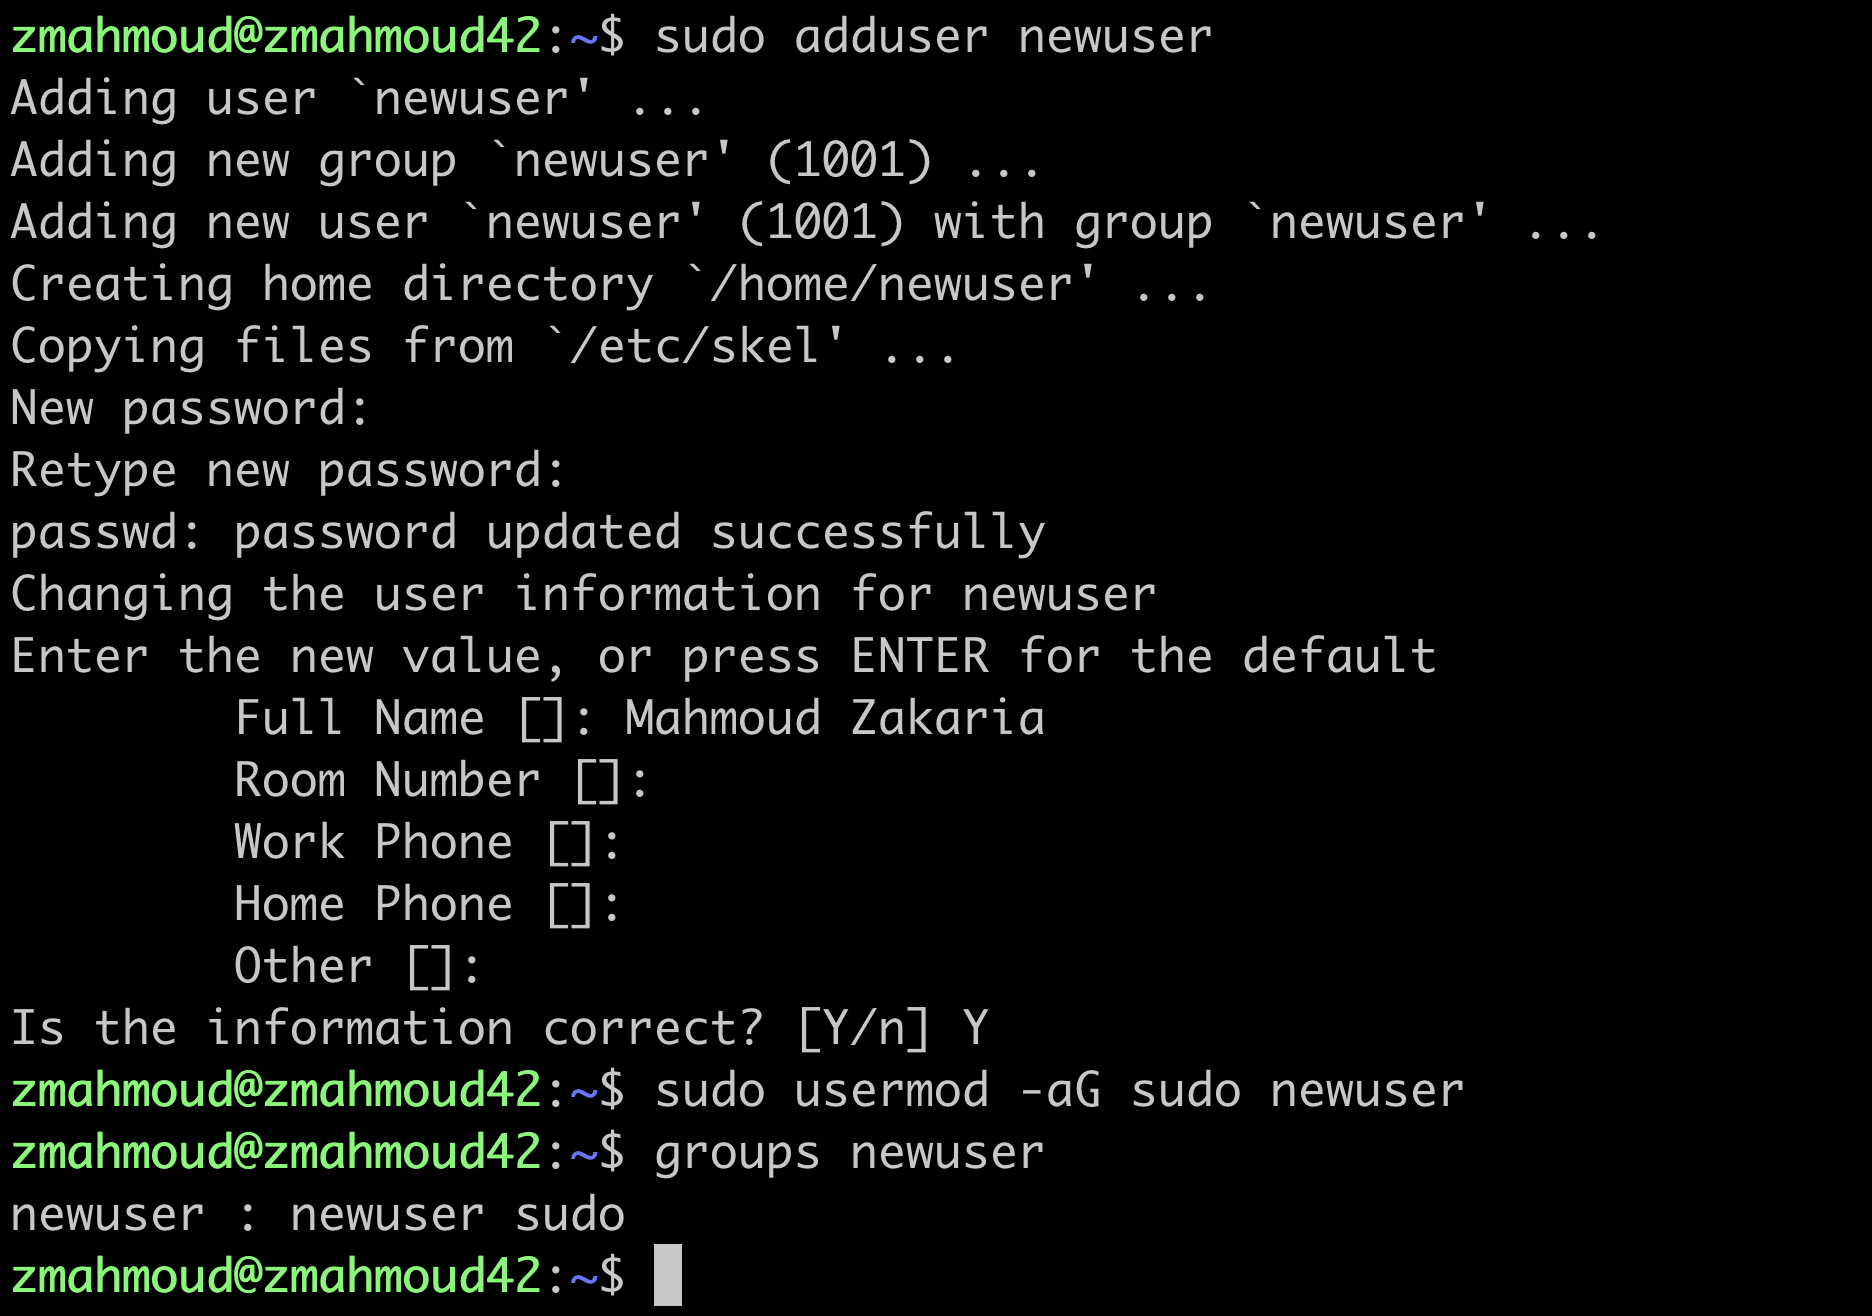 zmahmoud@zmahmoud42:~$ sudo adduser newuser
Adding user `newuser' ...
Adding new group `newuser' (1001) ...
Adding new user `newuser' (1001) with group `newuser' ...
Creating home directory `/home/newuser' ...
Copying files from `/etc/skel' ...
New password:
Retype new password:
passwd: password updated successfully
Changing the user information for newuser
Enter the new value, or press ENTER for the default
        Full Name []: Mahmoud Zakaria
        Room Number []:
        Work Phone []:
        Home Phone []:
        Other []:
Is the information correct? [Y/n] Y
zmahmoud@zmahmoud42:~$ sudo usermod -aG sudo newuser
zmahmoud@zmahmoud42:~$ groups newuser
newuser : newuser sudo
zmahmoud@zmahmoud42:~$